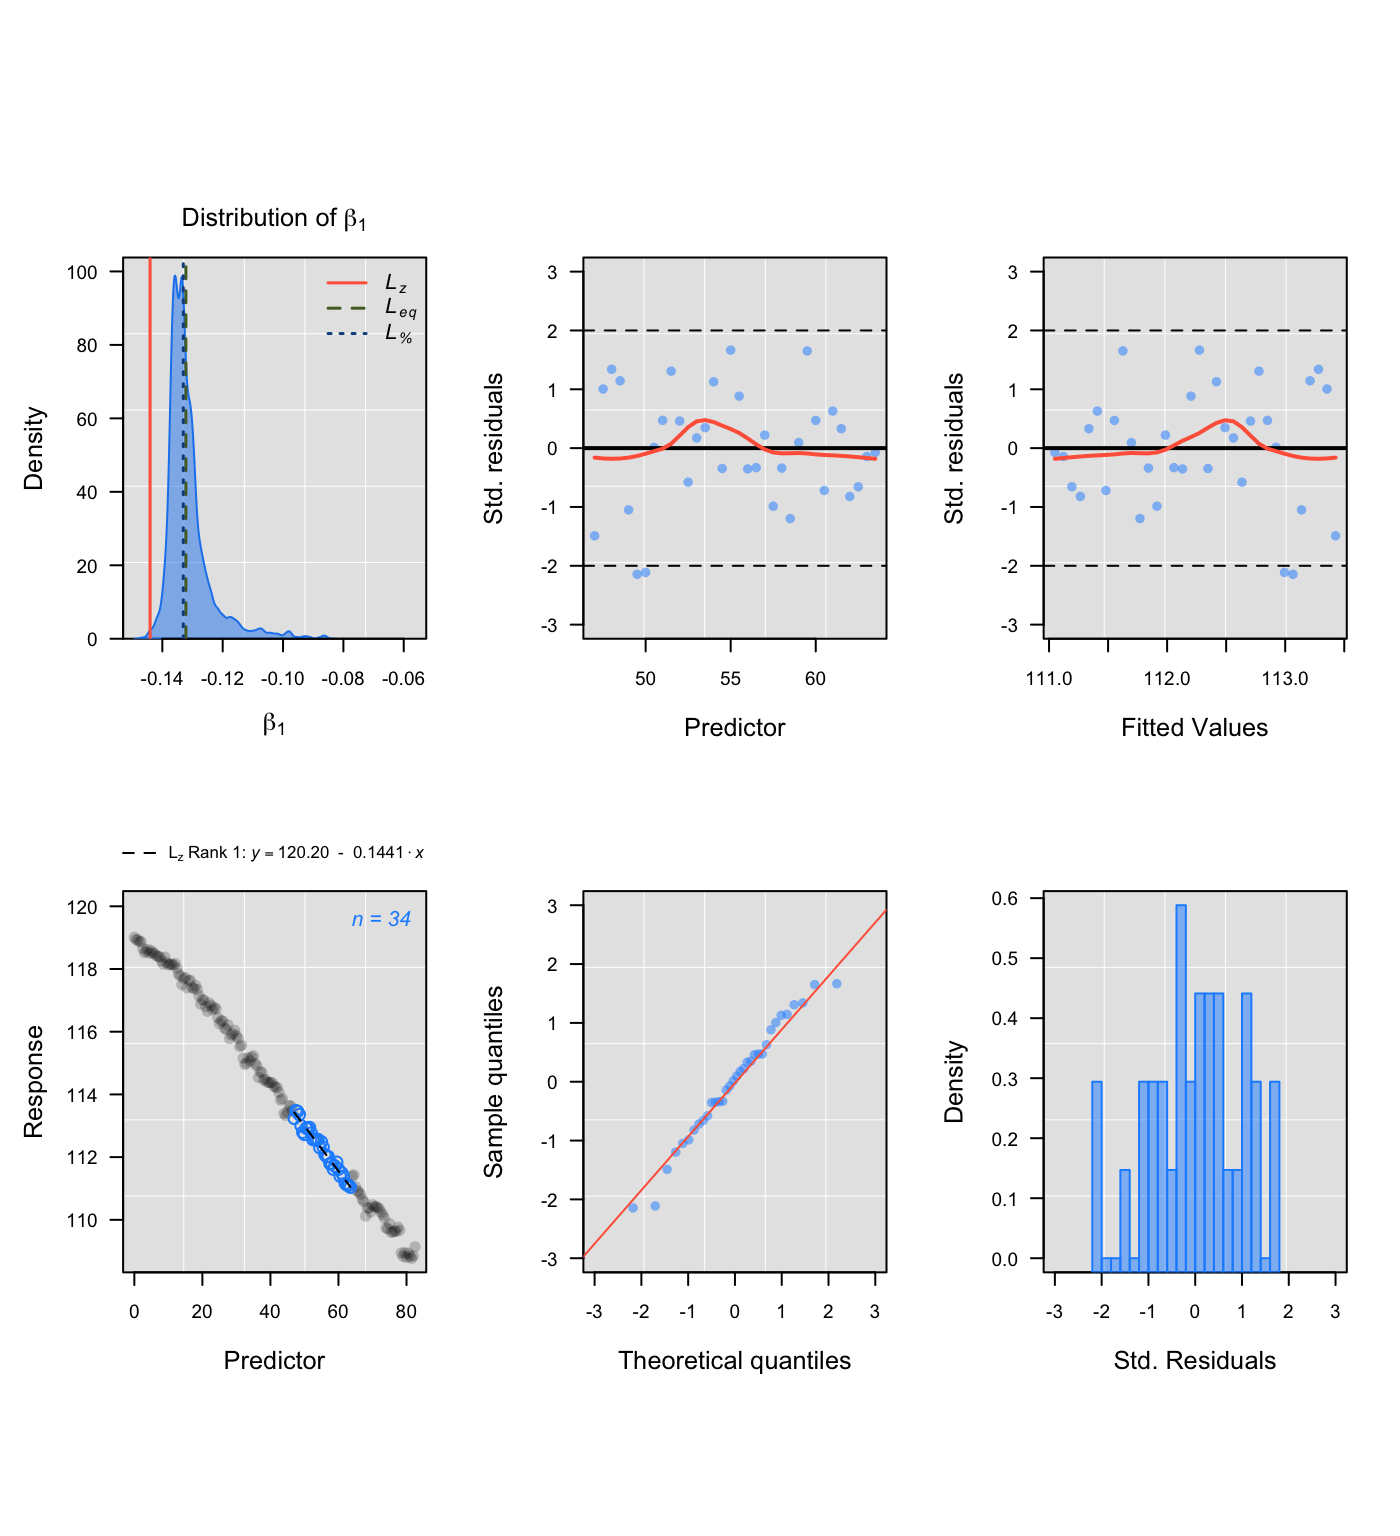 Distribution of β1
Density
100
80
60
40
20
0
-0.14 -0.12 -0.10 -0.08 -0.06
β1
Lz
Leq
L%
Std. residuals
3
2
1
0
-1
-2
-3
50 55 60
Predictor
Std. residuals
3
2
1
0
-1
-2
-3
111.0 112.0 113.0
Fitted Values
Lz Rank 1: y = 120.20 - 0.1441 · x
n = 34
Response
120
118
116
114
112
110
0 20 40 60 80
Predictor
Sample quantiles
3
2
1
0
-1
-2
-3
-3 -2 -1 0 1 2 3
Theoretical quantiles
Density
0.6
0.5
0.4
0.3
0.2
0.1
0.0
-3 -2 -1 0 1 2 3
Std. Residuals